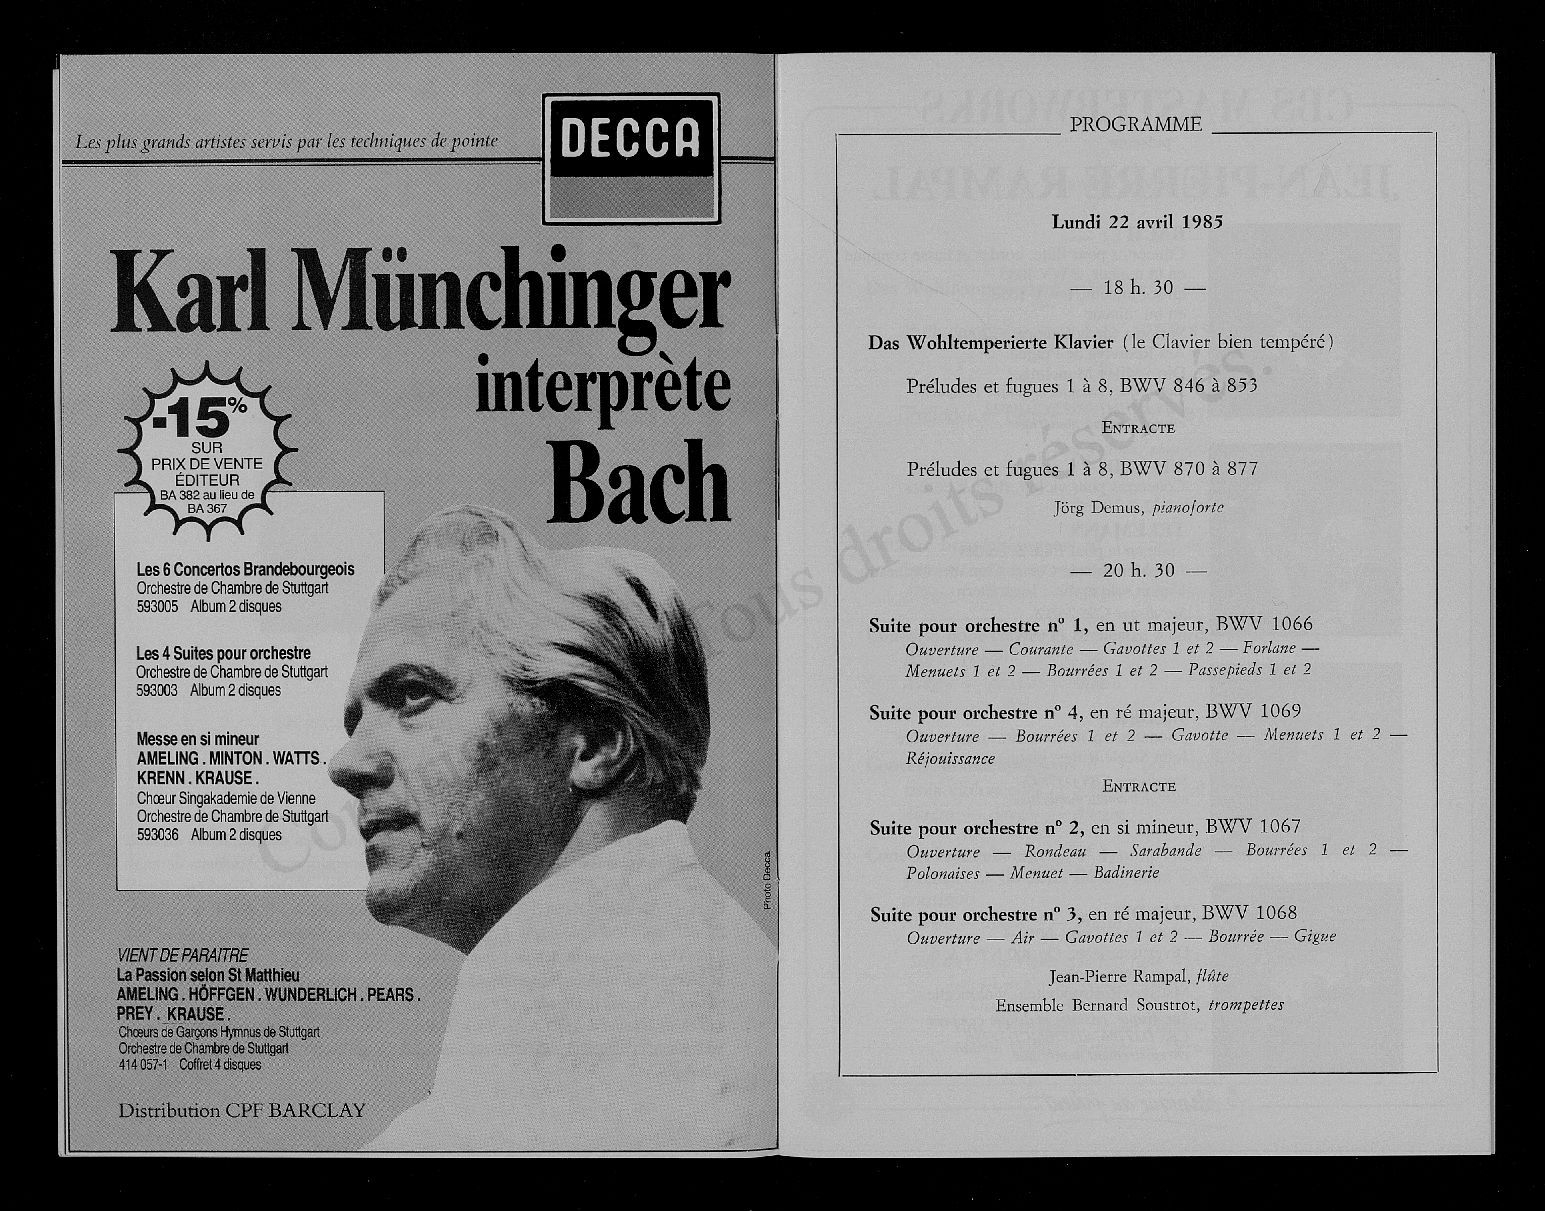 Les plus grands artistes servis par les techniques de pointe
DECCA
Karl Münchinger
interprète
Bach
-15%
SUR
PRIX DE VENTE
ÉDITEUR
BA 382 au lieu de
BA 367
Les 6 Concertos Brandebourgeois
Orchestre de Chambre de Stuttgart
593005 Album 2 disques
Les 4 Suites pour orchestre
Orchestre de Chambre de Stuttgart
593003 Album 2 disques
Messe en si mineur
AMELING . MINTON . WATTS .
KRENN . KRAUSE .
Chœur Singakademie de Vienne
Orchestre de Chambre de Stuttgart
593036 Album 2 disques
Photo Decca.
VIENT DE PARAITRE
La Passion selon St Matthieu
AMELING . HÖFFGEN . WUNDERLICH . PEARS .
PREY . KRAUSE .
Chœurs de Garçons Hymnus de Stuttgart
Orchestre de Chambre de Stuttgart
414 057-1 Coffret 4 disques
Distribution CPF BARCLAY
PROGRAMME
Lundi 22 avril 1985
— 18 h. 30 —
Das Wohltemperierte Klavier (le Clavier bien tempéré)
Préludes et fugues 1 à 8, BWV 846 à 853
ENTRACTE
Préludes et fugues 1 à 8, BWV 870 à 877
Jörg Demus, pianoforte
— 20 h. 30 —
Suite pour orchestre nº 1, en ut majeur, BWV 1066
Ouverture — Courante — Gavottes 1 et 2 — Forlane —
Menuets 1 et 2 — Bourrées 1 et 2 — Passepieds 1 et 2
Suite pour orchestre nº 4, en ré majeur, BWV 1069
Ouverture — Bourrées 1 et 2 — Gavotte — Menuets 1 et 2 —
Réjouissance
ENTRACTE
Suite pour orchestre nº 2, en si mineur, BWV 1067
Ouverture — Rondeau — Sarabande — Bourrées 1 et 2 —
Polonaises — Menuet — Badinerie
Suite pour orchestre nº 3, en ré majeur, BWV 1068
Ouverture — Air — Gavottes 1 et 2 — Bourrée — Gigue
Jean-Pierre Rampal, flûte
Ensemble Bernard Soustrot, trompettes
tous droits réservés.
CBS MASTERWORKS
JEAN-PIERRE RAMPAL